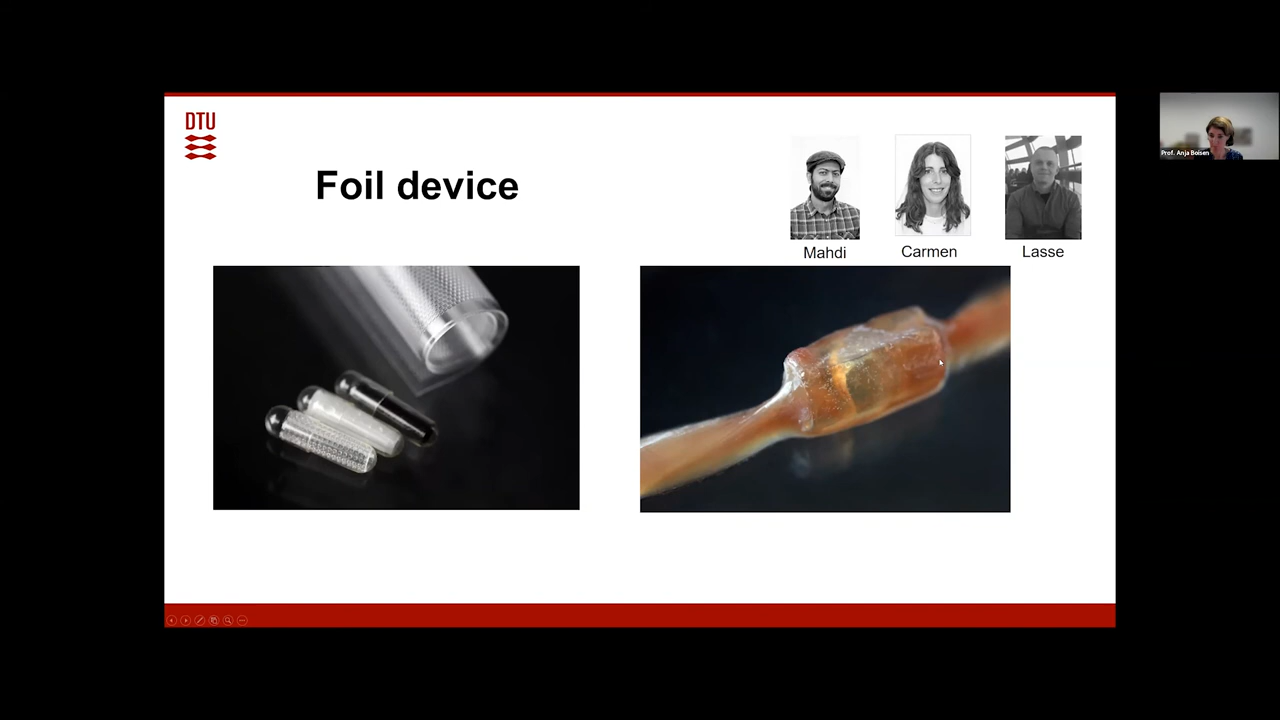 DTU
Foil device
Mahdi
Carmen
Lasse
Prof. Anja Boisen